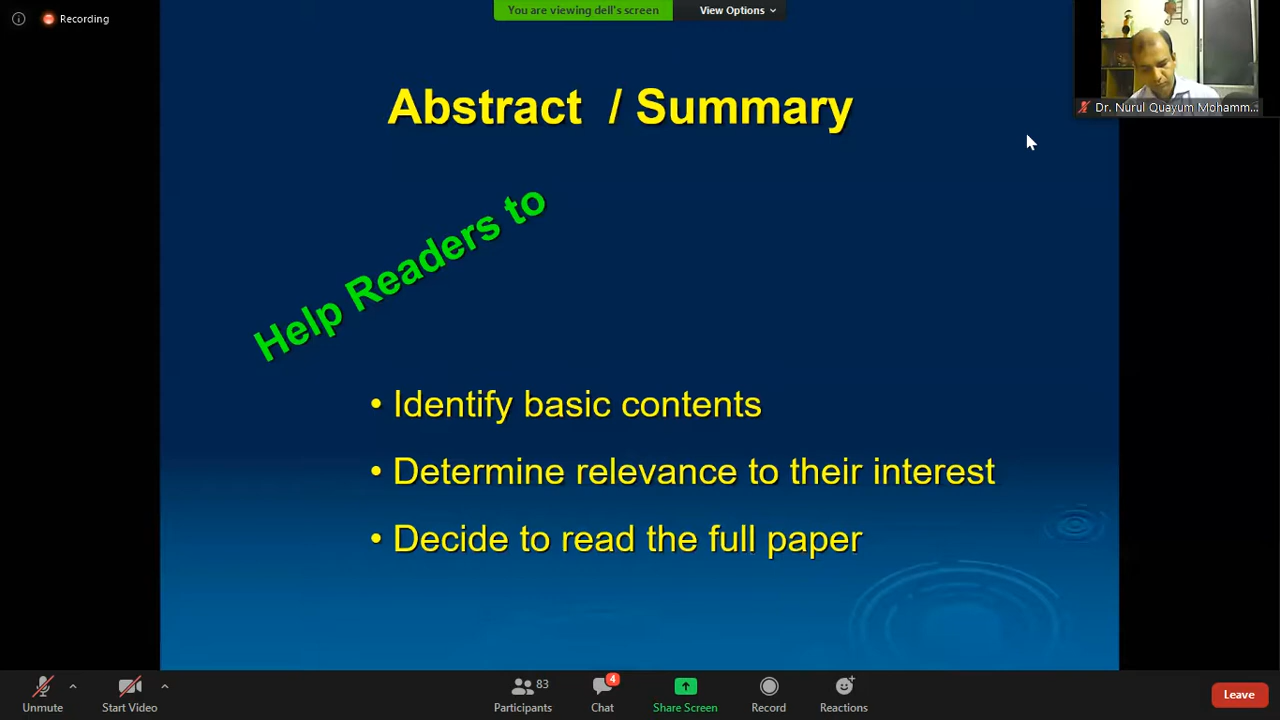 Recording
You are viewing dell's screen
View Options
Dr. Nurul Quayum Mohamm...
Abstract / Summary
Help Readers to
• Identify basic contents
• Determine relevance to their interest
• Decide to read the full paper
Unmute
Start Video
83
Participants
4
Chat
Share Screen
Record
Reactions
Leave